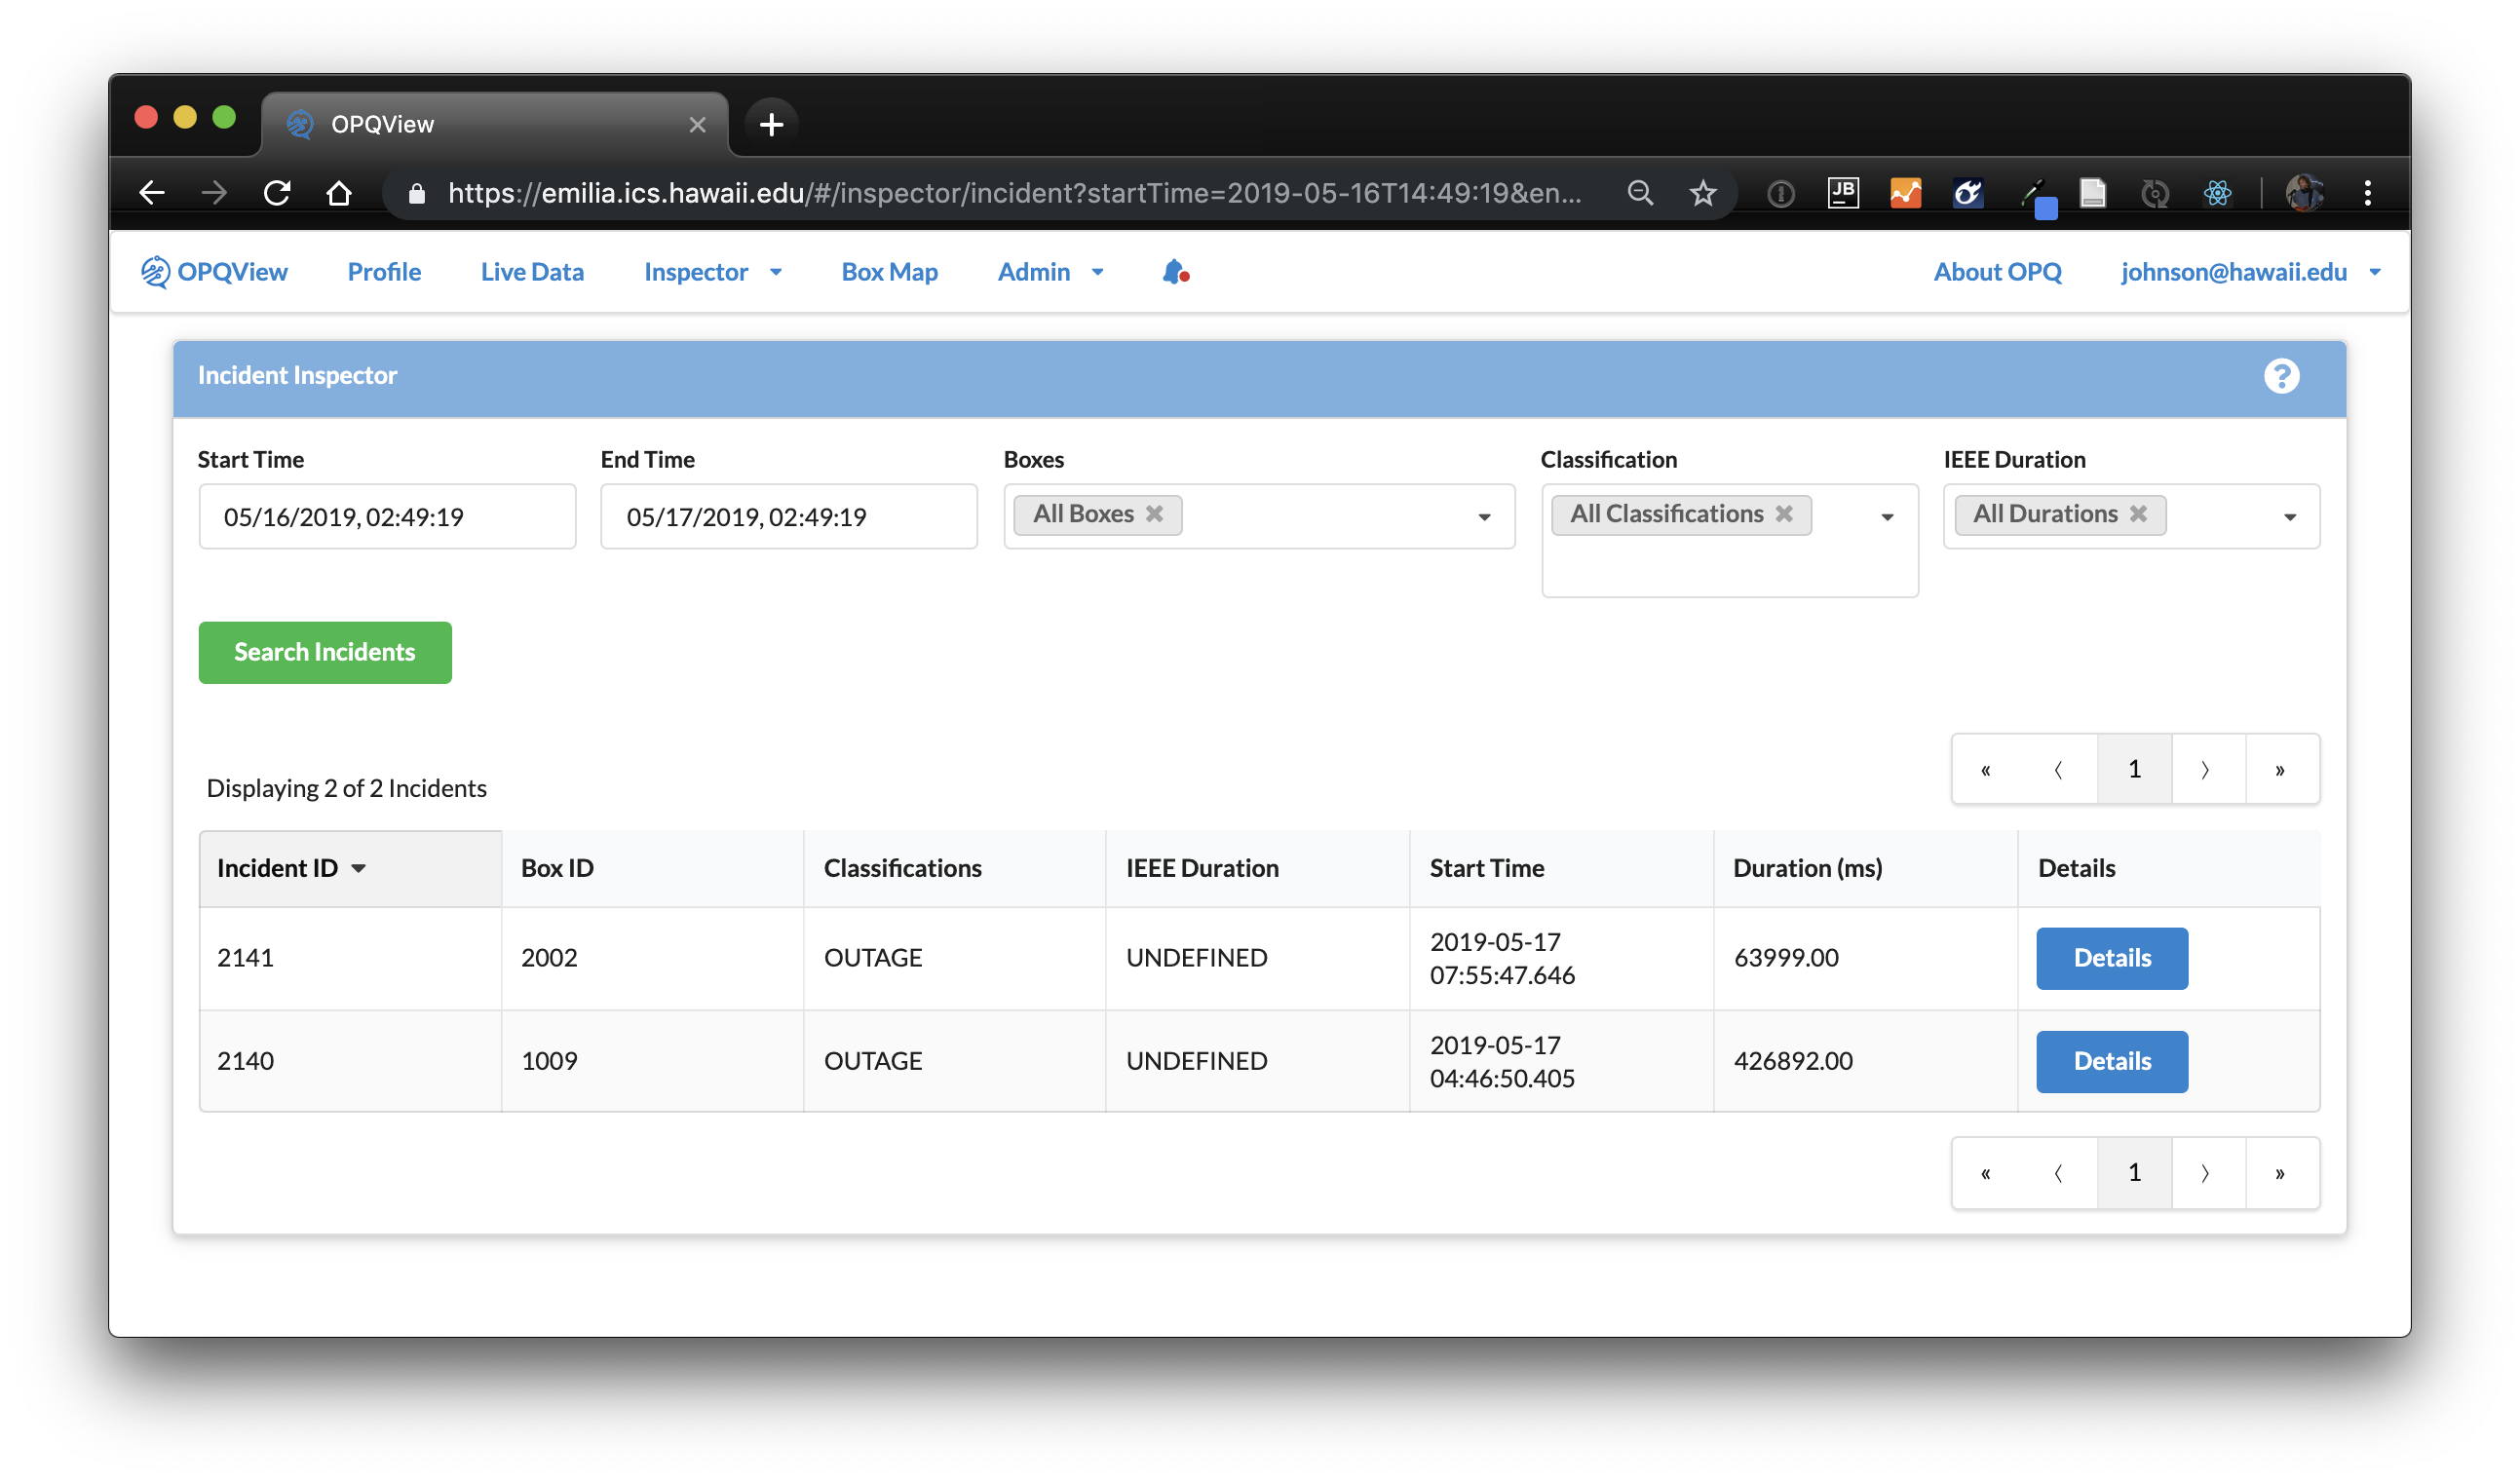 OPQView
https://emilia.ics.hawaii.edu/#/inspector/incident?startTime=2019-05-16T14:49:19&en...
JB
OPQView Profile Live Data Inspector Box Map Admin About OPQ johnson@hawaii.edu
Incident Inspector ?
Start Time End Time Boxes Classification IEEE Duration
05/16/2019, 02:49:19 05/17/2019, 02:49:19 All Boxes All Classifications All Durations
Search Incidents
« ⟨ 1 ⟩ »
Displaying 2 of 2 Incidents
Incident ID Box ID Classifications IEEE Duration Start Time Duration (ms) Details
2141 2002 OUTAGE UNDEFINED 2019-05-17 07:55:47.646 63999.00 Details
2140 1009 OUTAGE UNDEFINED 2019-05-17 04:46:50.405 426892.00 Details
« ⟨ 1 ⟩ »